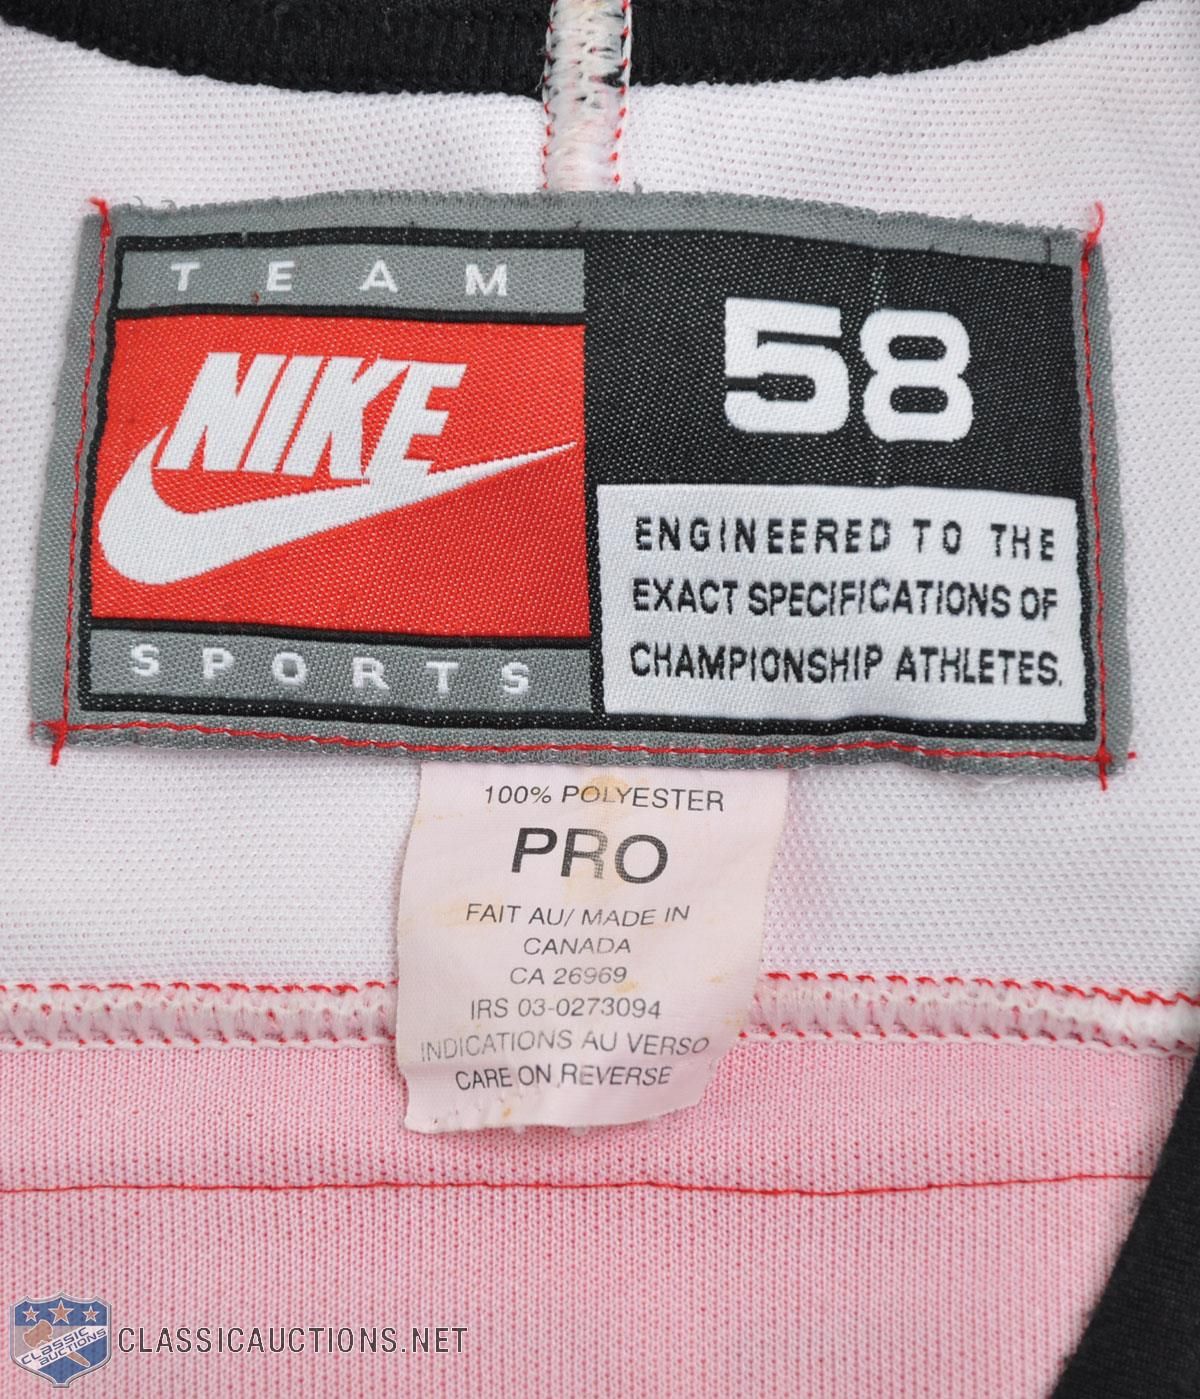 TEAM
NIKE
SPORTS
58
ENGINEERED TO THE
EXACT SPECIFICATIONS OF
CHAMPIONSHIP ATHLETES.
100% POLYESTER
PRO
FAIT AU/ MADE IN
CANADA
CA 26969
IRS 03-0273094
INDICATIONS AU VERSO
CARE ON REVERSE
CLASSIC
AUCTIONS
CLASSICAUCTIONS.NET